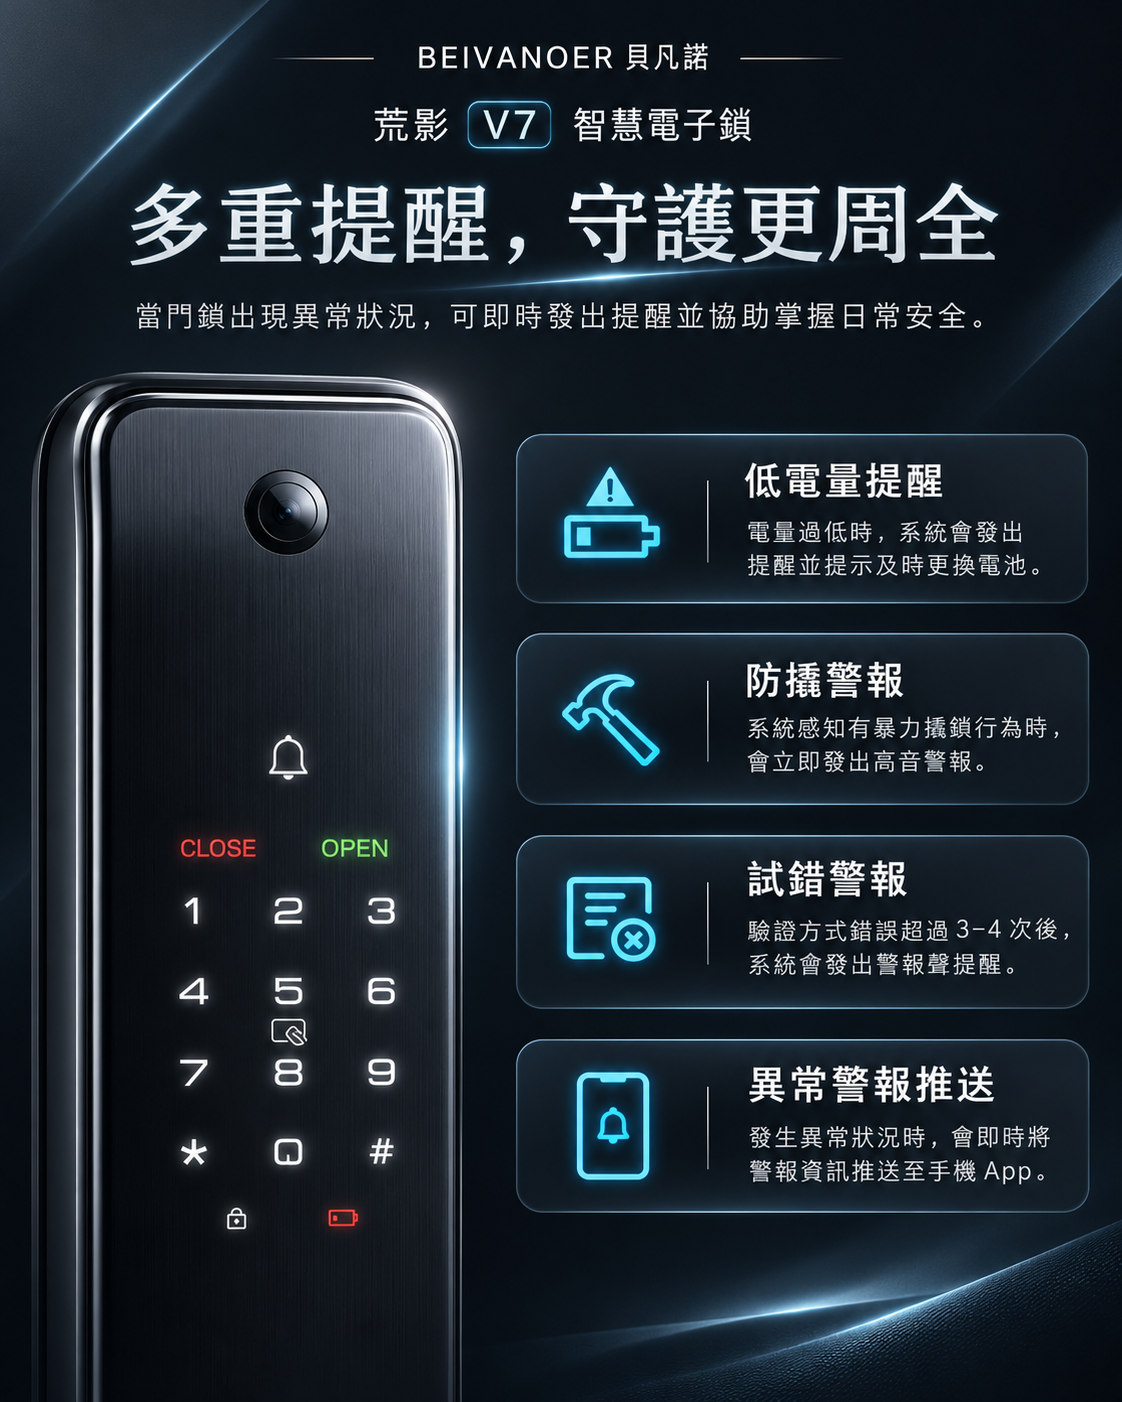 BEIVANOER 貝凡諾
荒影 V7 智慧電子鎖
多重提醒，守護更周全
當門鎖出現異常狀況，可即時發出提醒並協助掌握日常安全。
低電量提醒
電量過低時，系統會發出
提醒並提示及時更換電池。
防撬警報
系統感知有暴力撬鎖行為時，
會立即發出高音警報。
試錯警報
驗證方式錯誤超過 3-4 次後，
系統會發出警報聲提醒。
異常警報推送
發生異常狀況時，會即時將
警報資訊推送至手機 App。
CLOSE OPEN
1 2 3
4 5 6
7 8 9
* 0 #